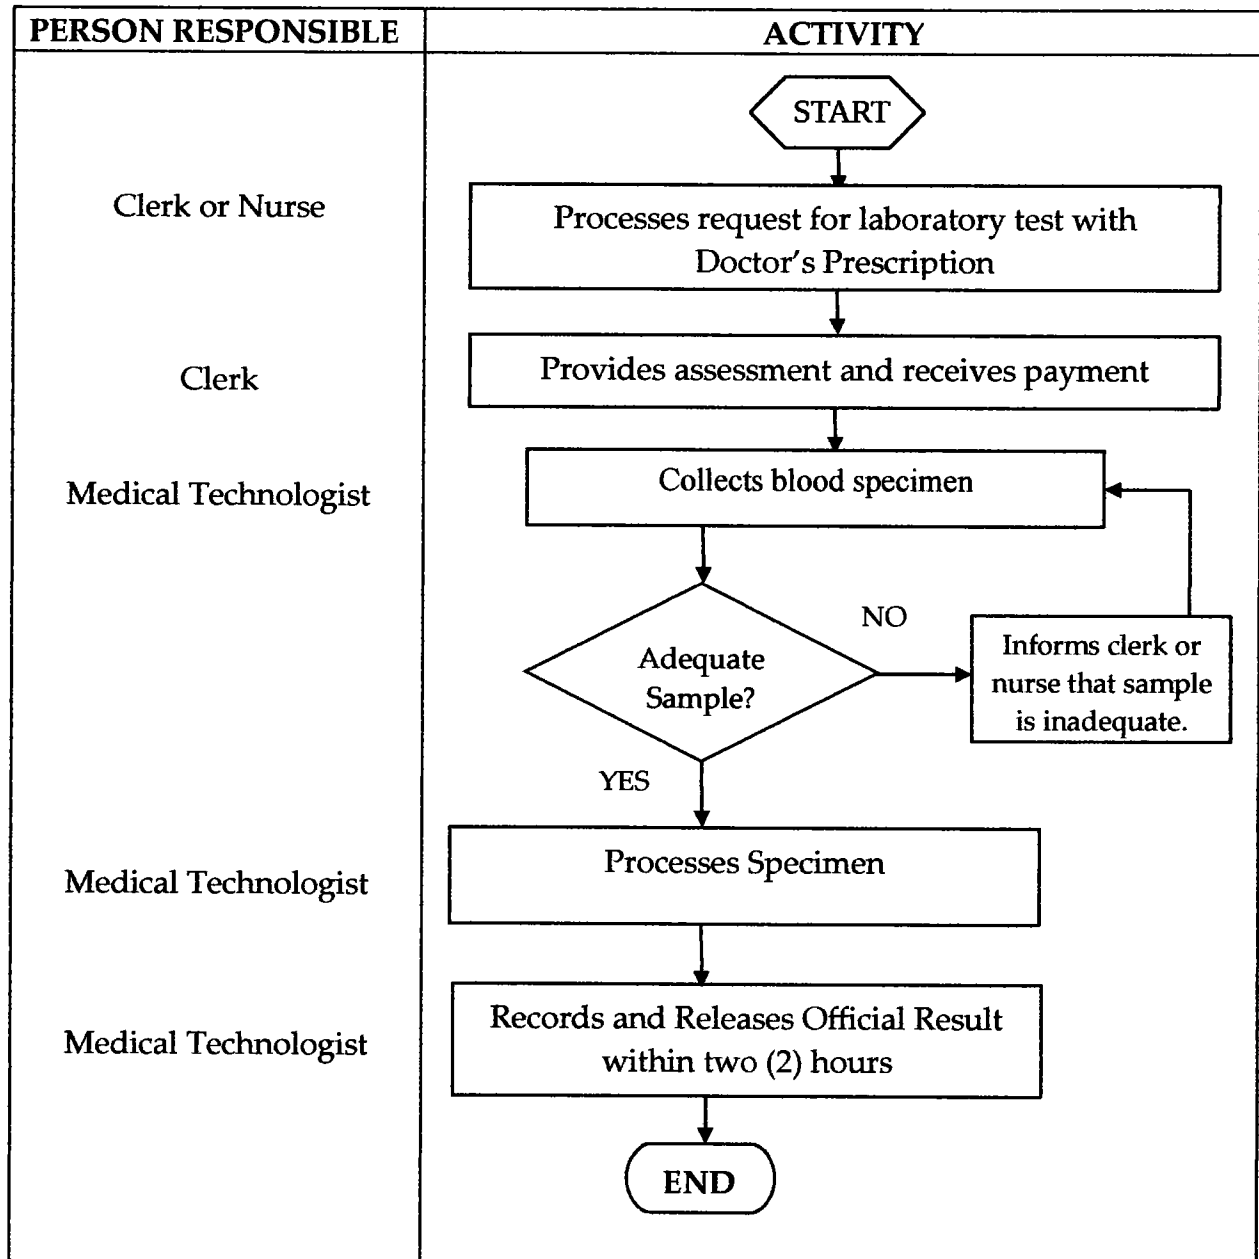 PERSON RESPONSIBLE
ACTIVITY
START
Clerk or Nurse
Processes request for laboratory test with
Doctor's Prescription
Clerk
Provides assessment and receives payment
Medical Technologist
Collects blood specimen
Adequate
Sample?
NO
Informs clerk or
nurse that sample
is inadequate.
YES
Medical Technologist
Processes Specimen
Medical Technologist
Records and Releases Official Result
within two (2) hours
END